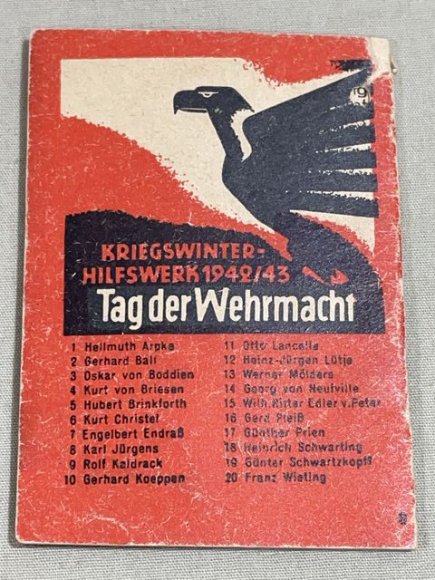 KRIEGSWINTER-
HILFSWERK 1942/43
Tag der Wehrmacht
1 Hellmuth Arpke
2 Gerhard Ball
3 Oskar von Boddien
4 Kurt von Briesen
5 Hubert Brinkforth
6 Kurt Christel
7 Engelbert Endraß
8 Karl Jürgens
9 Rolf Kaldrack
10 Gerhard Koeppen
11 Otto Lancelle
12 Heinz-Jürgen Lütje
13 Werner Mölders
14 Georg von Neufville
15 Wilh. Ritter Edler v. Peter
16 Gerd Pleiß
17 Günther Prien
18 Heinrich Schwarting
19 Günter Schwartzkopff
20 Franz Wieting